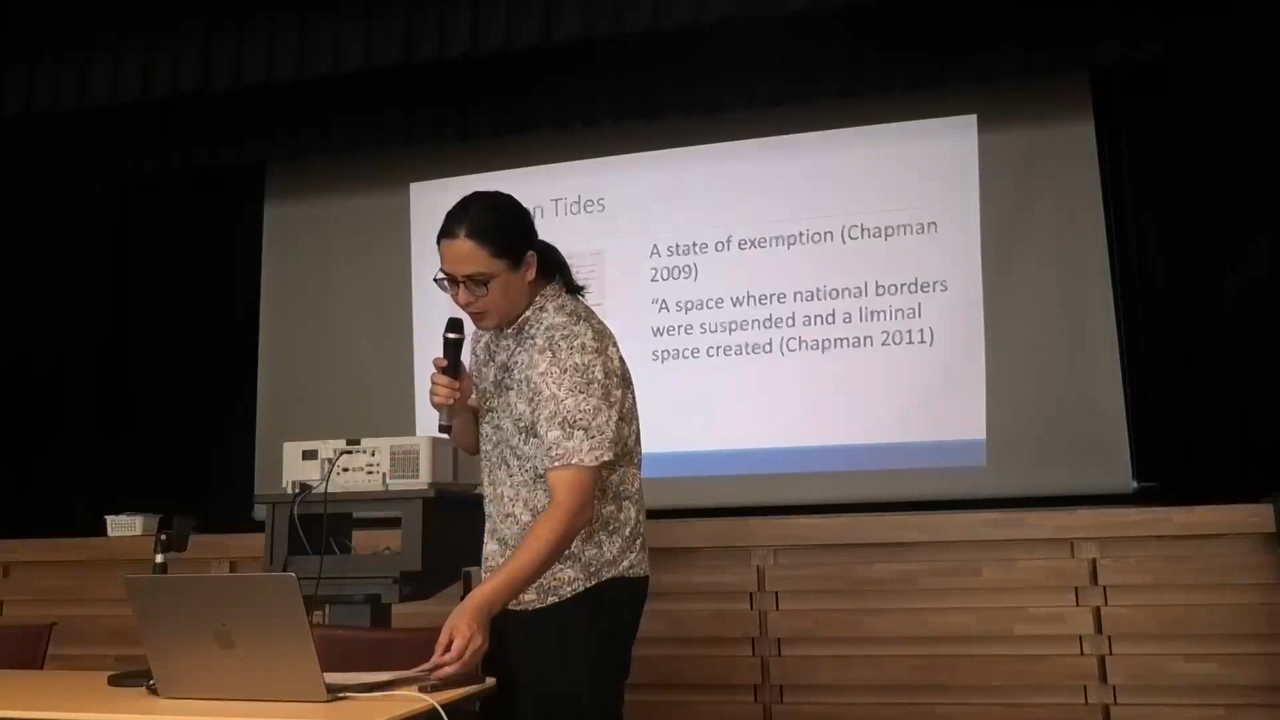 n Tides
A state of exemption (Chapman
2009)
“A space where national borders
were suspended and a liminal
space created (Chapman 2011)